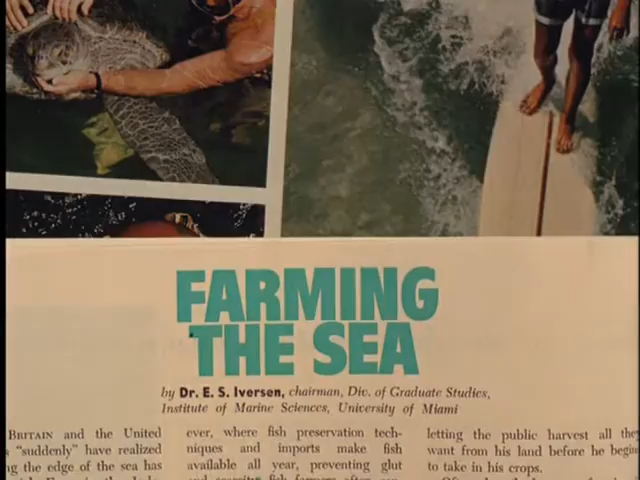 FARMING
THE SEA
by Dr. E. S. Iversen, chairman, Div. of Graduate Studies,
Institute of Marine Sciences, University of Miami
BRITAIN and the United
"suddenly" have realized
the edge of the sea has
ever, where fish preservation tech-
niques and imports make fish
available all year, preventing glut
letting the public harvest all the
want from his land before he begin
to take in his crops.